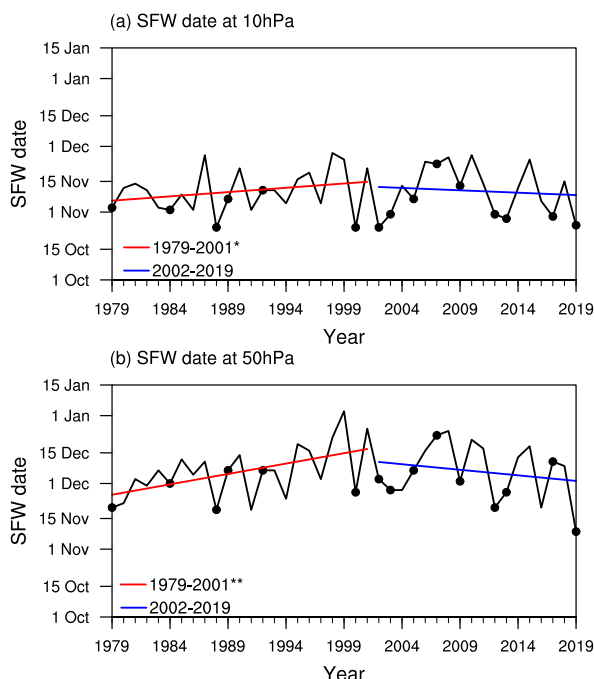 (a) SFW date at 10hPa
15 Jan
1 Jan
15 Dec
1 Dec
15 Nov
1 Nov
15 Oct
1 Oct
SFW date
1979-2001*
2002-2019
1979 1984 1989 1994 1999 2004 2009 2014 2019
Year
(b) SFW date at 50hPa
15 Jan
1 Jan
15 Dec
1 Dec
15 Nov
1 Nov
15 Oct
1 Oct
SFW date
1979-2001**
2002-2019
1979 1984 1989 1994 1999 2004 2009 2014 2019
Year